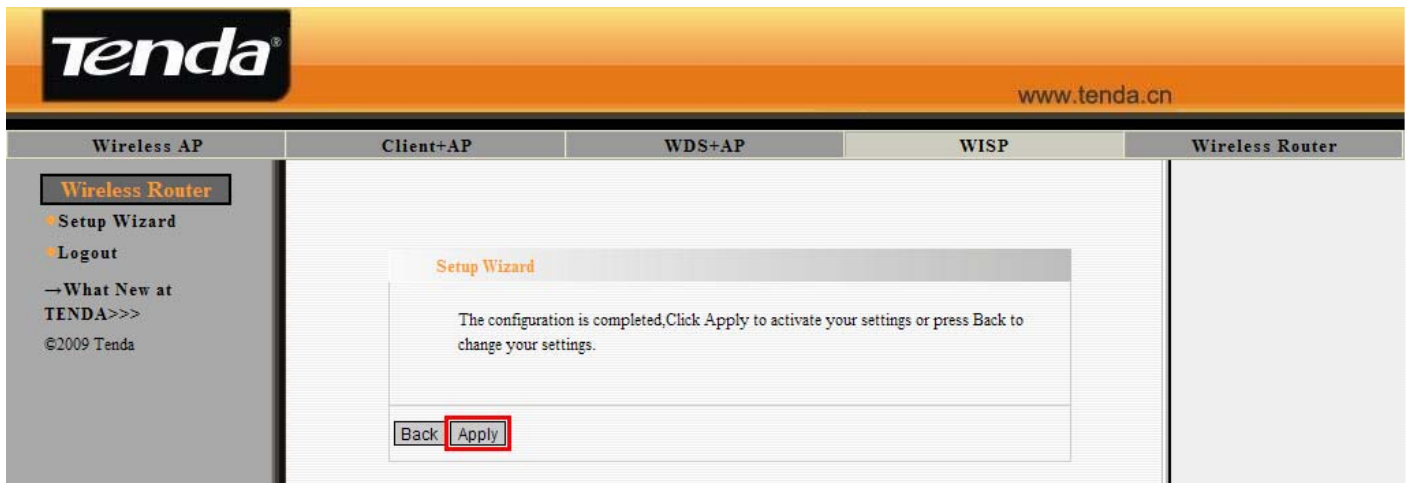 Tenda®
www.tenda.cn
Wireless AP
Client+AP
WDS+AP
WISP
Wireless Router
Wireless Router
Setup Wizard
Logout
→What New at
TENDA>>>
©2009 Tenda
Setup Wizard
The configuration is completed,Click Apply to activate your settings or press Back to
change your settings.
Back
Apply